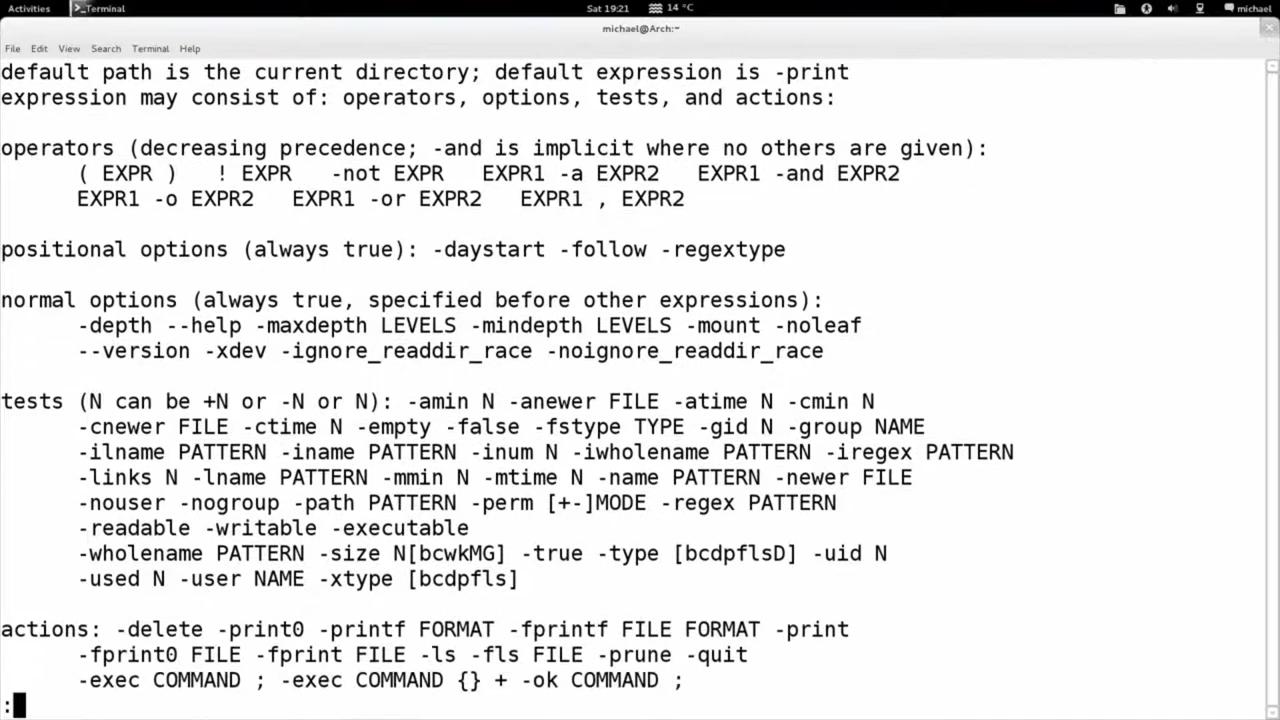 Activities
Terminal
Sat 19:21
14 °C
michael
michael@Arch:~
File Edit View Search Terminal Help
default path is the current directory; default expression is -print
expression may consist of: operators, options, tests, and actions:
operators (decreasing precedence; -and is implicit where no others are given):
( EXPR ) ! EXPR -not EXPR EXPR1 -a EXPR2 EXPR1 -and EXPR2
EXPR1 -o EXPR2 EXPR1 -or EXPR2 EXPR1 , EXPR2
positional options (always true): -daystart -follow -regextype
normal options (always true, specified before other expressions):
-depth --help -maxdepth LEVELS -mindepth LEVELS -mount -noleaf
--version -xdev -ignore_readdir_race -noignore_readdir_race
tests (N can be +N or -N or N): -amin N -anewer FILE -atime N -cmin N
-cnewer FILE -ctime N -empty -false -fstype TYPE -gid N -group NAME
-ilname PATTERN -iname PATTERN -inum N -iwholename PATTERN -iregex PATTERN
-links N -lname PATTERN -mmin N -mtime N -name PATTERN -newer FILE
-nouser -nogroup -path PATTERN -perm [+-]MODE -regex PATTERN
-readable -writable -executable
-wholename PATTERN -size N[bcwkMG] -true -type [bcdpflsD] -uid N
-used N -user NAME -xtype [bcdpfls]
actions: -delete -print0 -printf FORMAT -fprintf FILE FORMAT -print
-fprint0 FILE -fprint FILE -ls -fls FILE -prune -quit
-exec COMMAND ; -exec COMMAND {} + -ok COMMAND ;
: